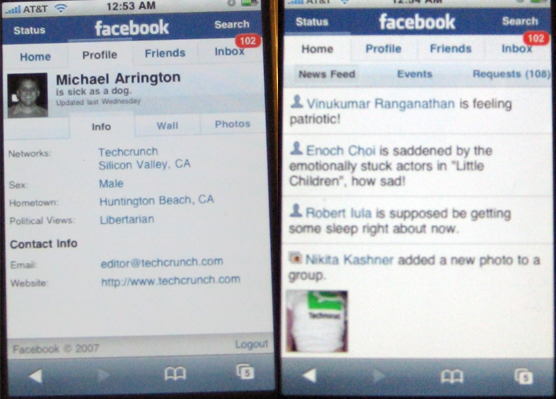 AT&T 12:53 AM
Status facebook Search
Home Profile Friends Inbox 102
Michael Arrington
is sick as a dog.
Updated last Wednesday
Info Wall Photos
Networks: Techcrunch
Silicon Valley, CA
Sex: Male
Hometown: Huntington Beach, CA
Political Views: Libertarian
Contact Info
Email: editor@techcrunch.com
Website: http://www.techcrunch.com
Facebook © 2007 Logout
5
AT&T 12:54 AM
Status facebook Search
Home Profile Friends Inbox 102
News Feed Events Requests (108)
Vinukumar Ranganathan is feeling
patriotic!
Enoch Choi is saddened by the
emotionally stuck actors in "Little
Children", how sad!
Robert Iula is supposed be getting
some sleep right about now.
Nikita Kashner added a new photo to a
group.
5